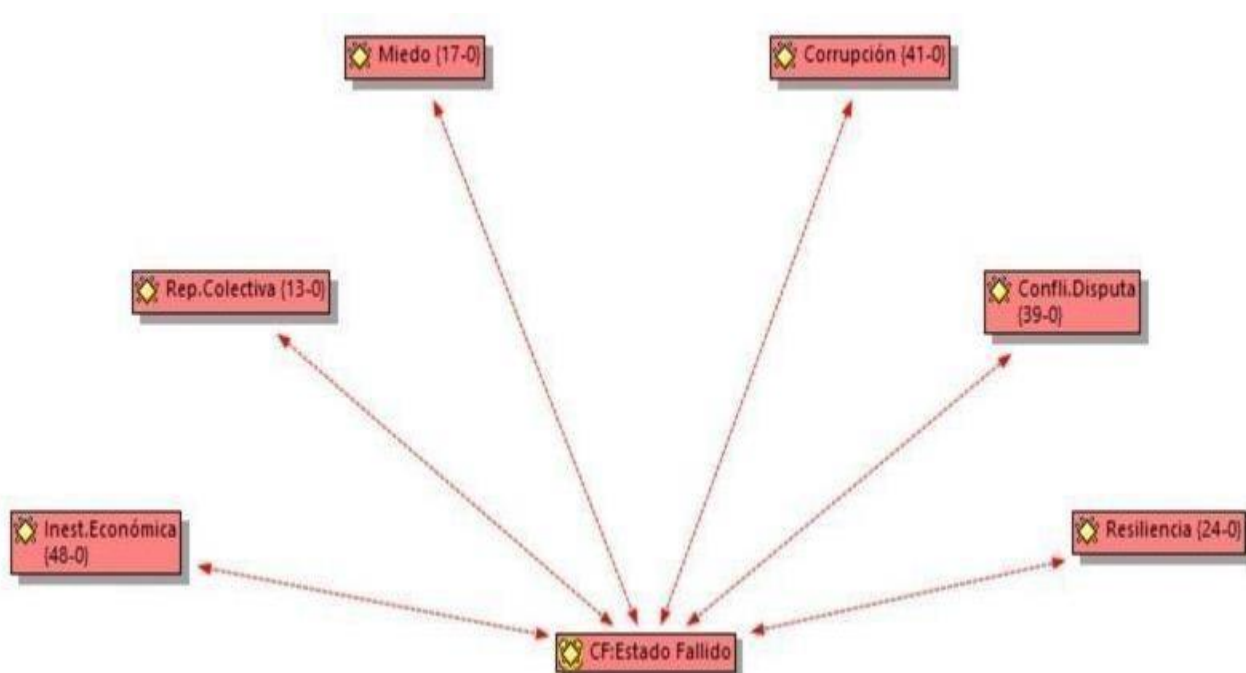 Miedo {17-0}
Corrupción {41-0}
Rep.Colectiva {13-0}
Confli.Disputa
{39-0}
Inest.Económica
{48-0}
Resiliencia {24-0}
CF:Estado Fallido